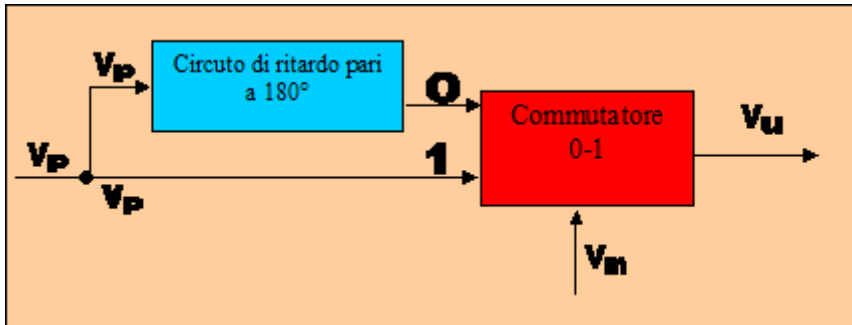 Circuto di ritardo pari
a 180°
VP
0
Commutatore
0-1
Vu
VP
1
VP
Vm